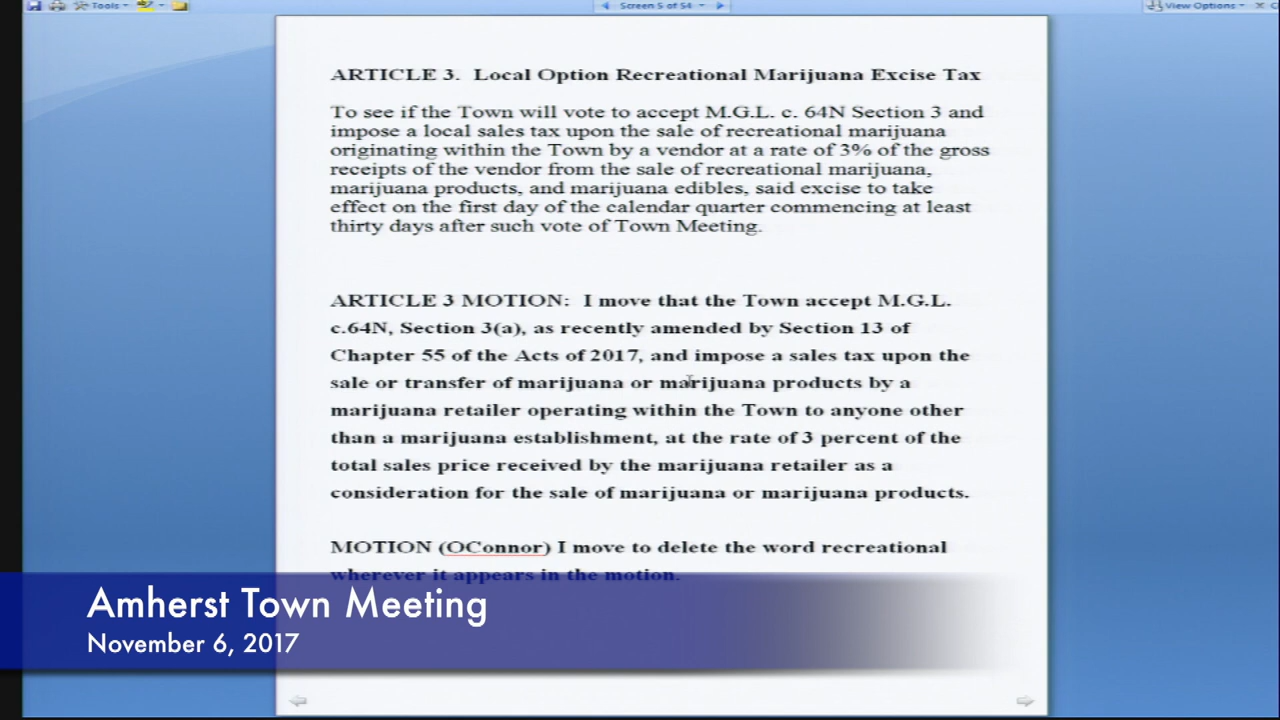 Tools
Screen 5 of 54
View Options
ARTICLE 3. Local Option Recreational Marijuana Excise Tax
To see if the Town will vote to accept M.G.L. c. 64N Section 3 and
impose a local sales tax upon the sale of recreational marijuana
originating within the Town by a vendor at a rate of 3% of the gross
receipts of the vendor from the sale of recreational marijuana,
marijuana products, and marijuana edibles, said excise to take
effect on the first day of the calendar quarter commencing at least
thirty days after such vote of Town Meeting.
ARTICLE 3 MOTION: I move that the Town accept M.G.L.
c.64N, Section 3(a), as recently amended by Section 13 of
Chapter 55 of the Acts of 2017, and impose a sales tax upon the
sale or transfer of marijuana or marijuana products by a
marijuana retailer operating within the Town to anyone other
than a marijuana establishment, at the rate of 3 percent of the
total sales price received by the marijuana retailer as a
consideration for the sale of marijuana or marijuana products.
MOTION (OConnor) I move to delete the word recreational
wherever it appears in the motion.
Amherst Town Meeting
November 6, 2017